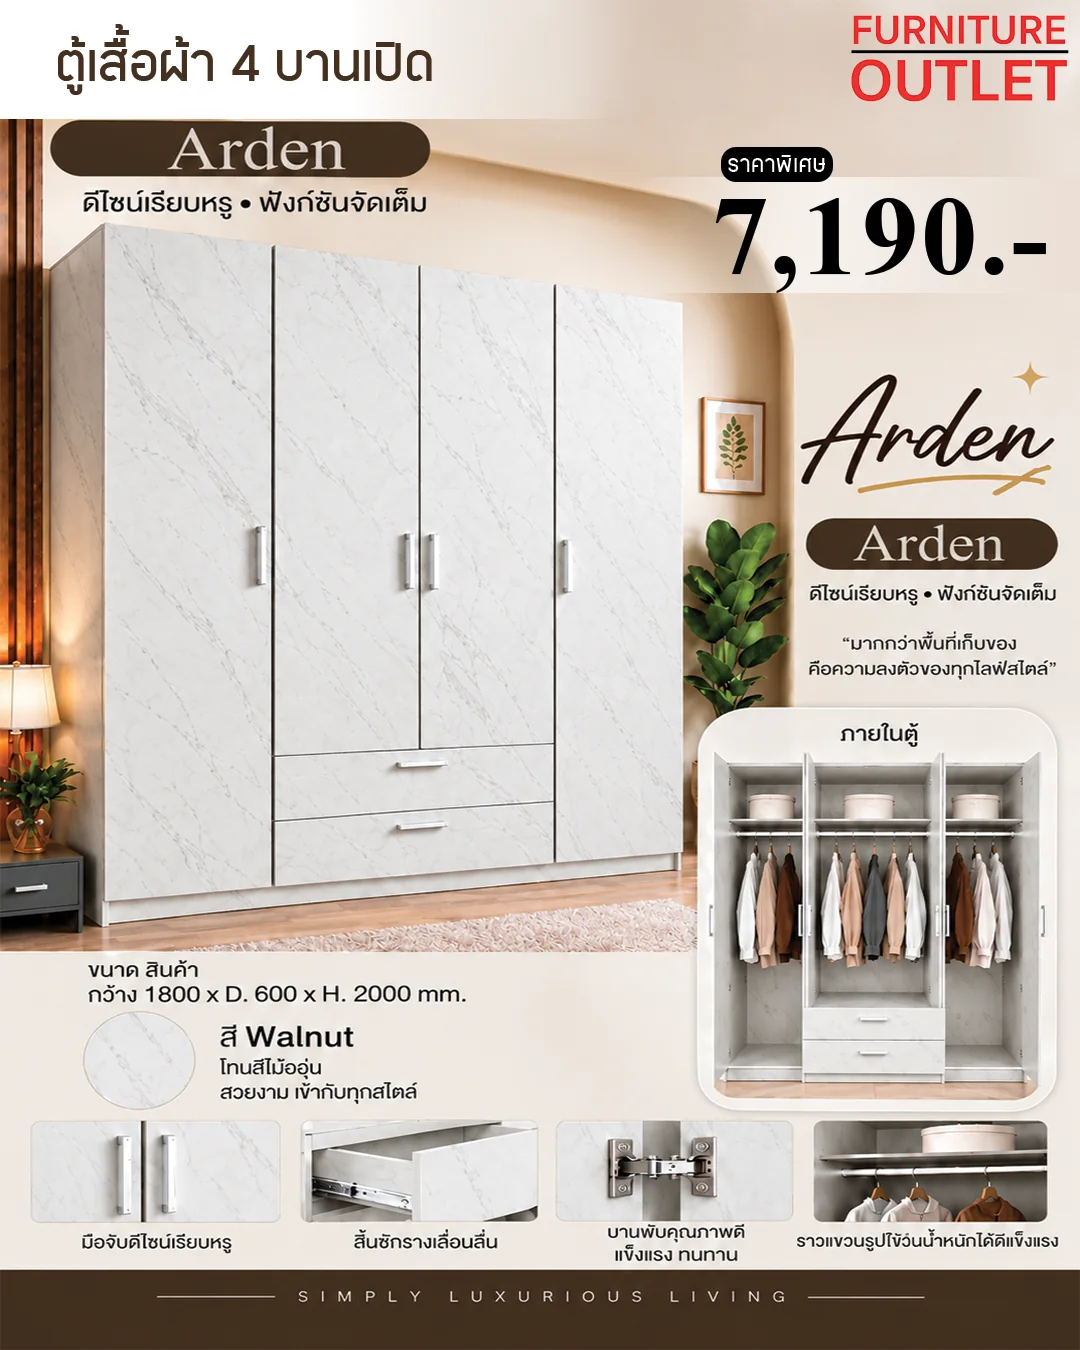 ตู้เสื้อผ้า 4 บานเปิด
FURNITURE
OUTLET
Arden
ดีไซน์เรียบหรู • ฟังก์ชันจัดเต็ม
ราคาพิเศษ
7,190.-
Arden
Arden
ดีไซน์เรียบหรู • ฟังก์ชันจัดเต็ม
“มากกว่าพื้นที่เก็บของ
คือความลงตัวของทุกไลฟ์สไตล์”
ภายในตู้
ขนาด สินค้า
กว้าง 1800 x D. 600 x H. 2000 mm.
สี Walnut
โทนสีไม้ออุ่น
สวยงาม เข้ากับทุกสไตล์
มือจับดีไซน์เรียบหรู
ลิ้นชักรางเลื่อนลื่น
บานพับคุณภาพดี
แข็งแรง ทนทาน
ราวแขวนรูปไข่รับน้ำหนักได้ดีแข็งแรง
SIMPLY LUXURIOUS LIVING